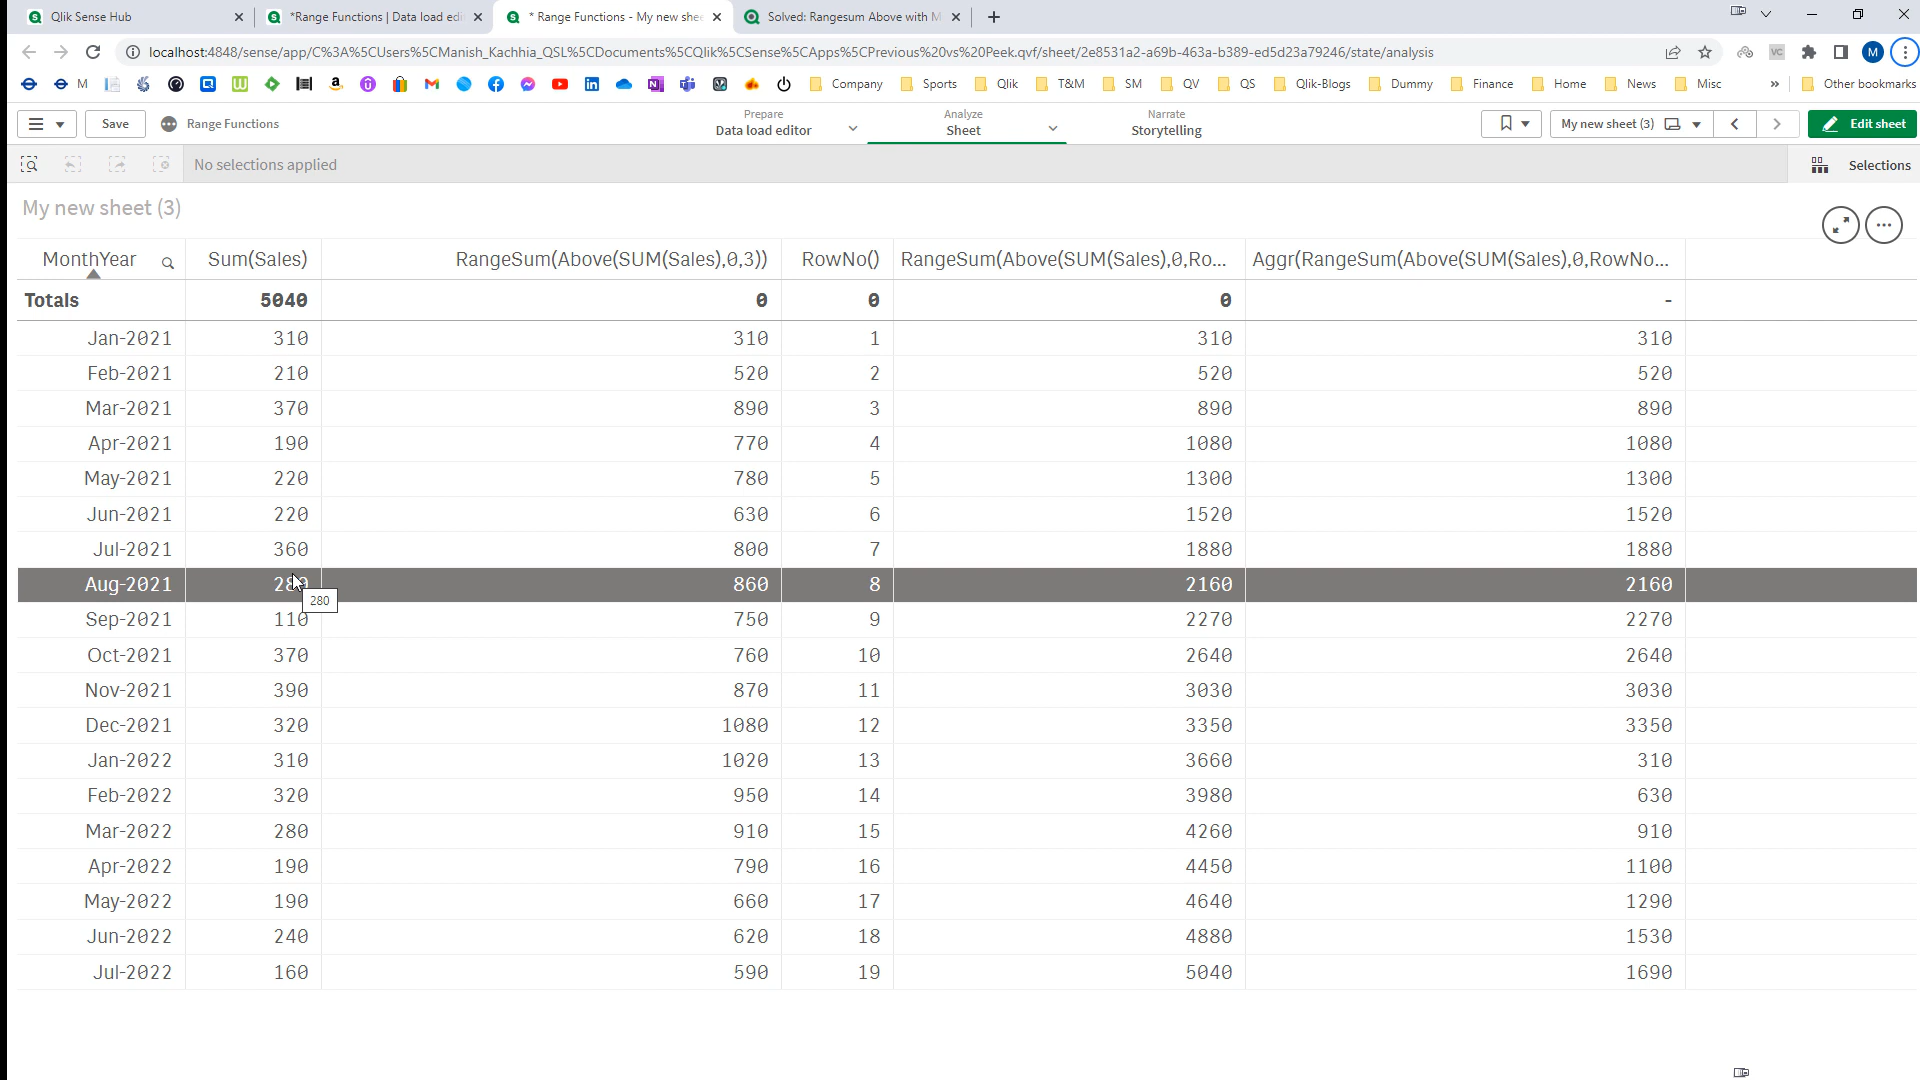 Qlik Sense Hub
*Range Functions | Data load edi
* Range Functions - My new shee
Solved: Rangesum Above with M
localhost:4848/sense/app/C%3A%5CUsers%5CManish_Kachhia_QSL%5CDocuments%5CQlik%5CSense%5CApps%5CPrevious%20vs%20Peek.qvf/sheet/2e8531a2-a69b-463a-b389-ed5d23a79246/state/analysis
M
M Company Sports Qlik T&M SM QV QS Qlik-Blogs Dummy Finance Home News Misc » Other bookmarks
Save
Range Functions
Prepare
Data load editor
Analyze
Sheet
Narrate
Storytelling
My new sheet (3)
Edit sheet
No selections applied
Selections
My new sheet (3)
MonthYear Sum(Sales) RangeSum(Above(SUM(Sales),0,3)) RowNo() RangeSum(Above(SUM(Sales),0,Ro... Aggr(RangeSum(Above(SUM(Sales),0,RowNo...
Totals 5040 0 0 0 -
Jan-2021 310 310 1 310 310
Feb-2021 210 520 2 520 520
Mar-2021 370 890 3 890 890
Apr-2021 190 770 4 1080 1080
May-2021 220 780 5 1300 1300
Jun-2021 220 630 6 1520 1520
Jul-2021 360 800 7 1880 1880
Aug-2021 280 860 8 2160 2160
280
Sep-2021 110 750 9 2270 2270
Oct-2021 370 760 10 2640 2640
Nov-2021 390 870 11 3030 3030
Dec-2021 320 1080 12 3350 3350
Jan-2022 310 1020 13 3660 310
Feb-2022 320 950 14 3980 630
Mar-2022 280 910 15 4260 910
Apr-2022 190 790 16 4450 1100
May-2022 190 660 17 4640 1290
Jun-2022 240 620 18 4880 1530
Jul-2022 160 590 19 5040 1690